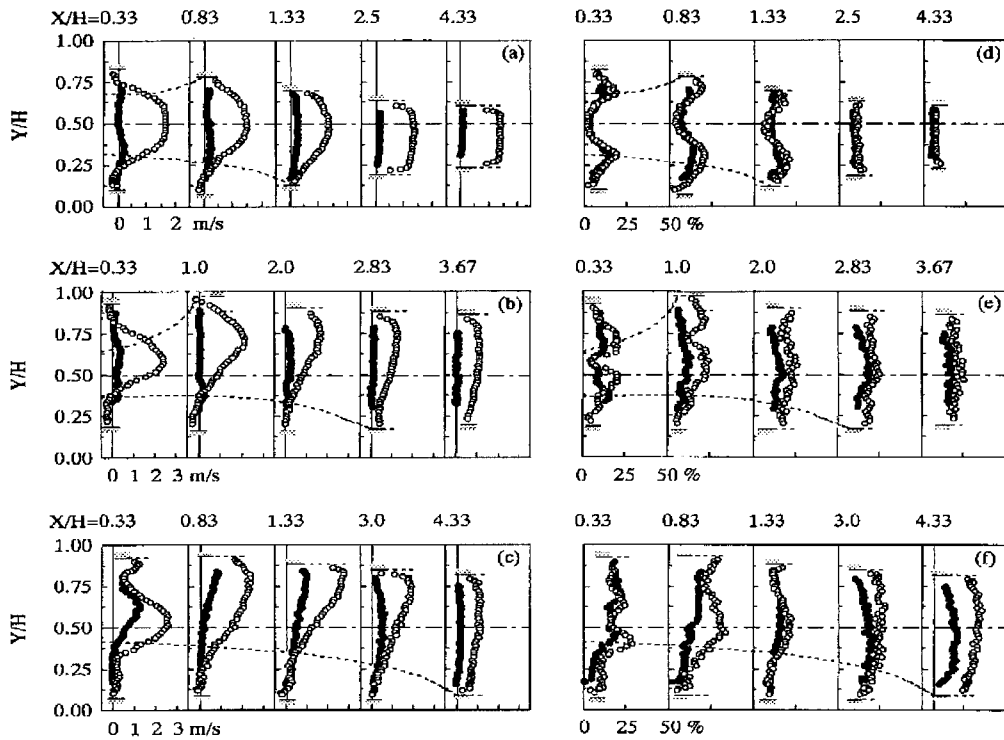 X/H=0.33 0.83 1.33 2.5 4.33
0.33 0.83 1.33 2.5 4.33
1.00
0.75
0.50
0.25
0.00
Y/H
(a)
(d)
0 1 2 m/s
0 25 50 %
X/H=0.33 1.0 2.0 2.83 3.67
0.33 1.0 2.0 2.83 3.67
1.00
0.75
0.50
0.25
0.00
Y/H
(b)
(e)
0 1 2 3 m/s
0 25 50 %
X/H=0.33 0.83 1.33 3.0 4.33
0.33 0.83 1.33 3.0 4.33
1.00
0.75
0.50
0.25
0.00
Y/H
(c)
(f)
0 1 2 3 m/s
0 25 50 %